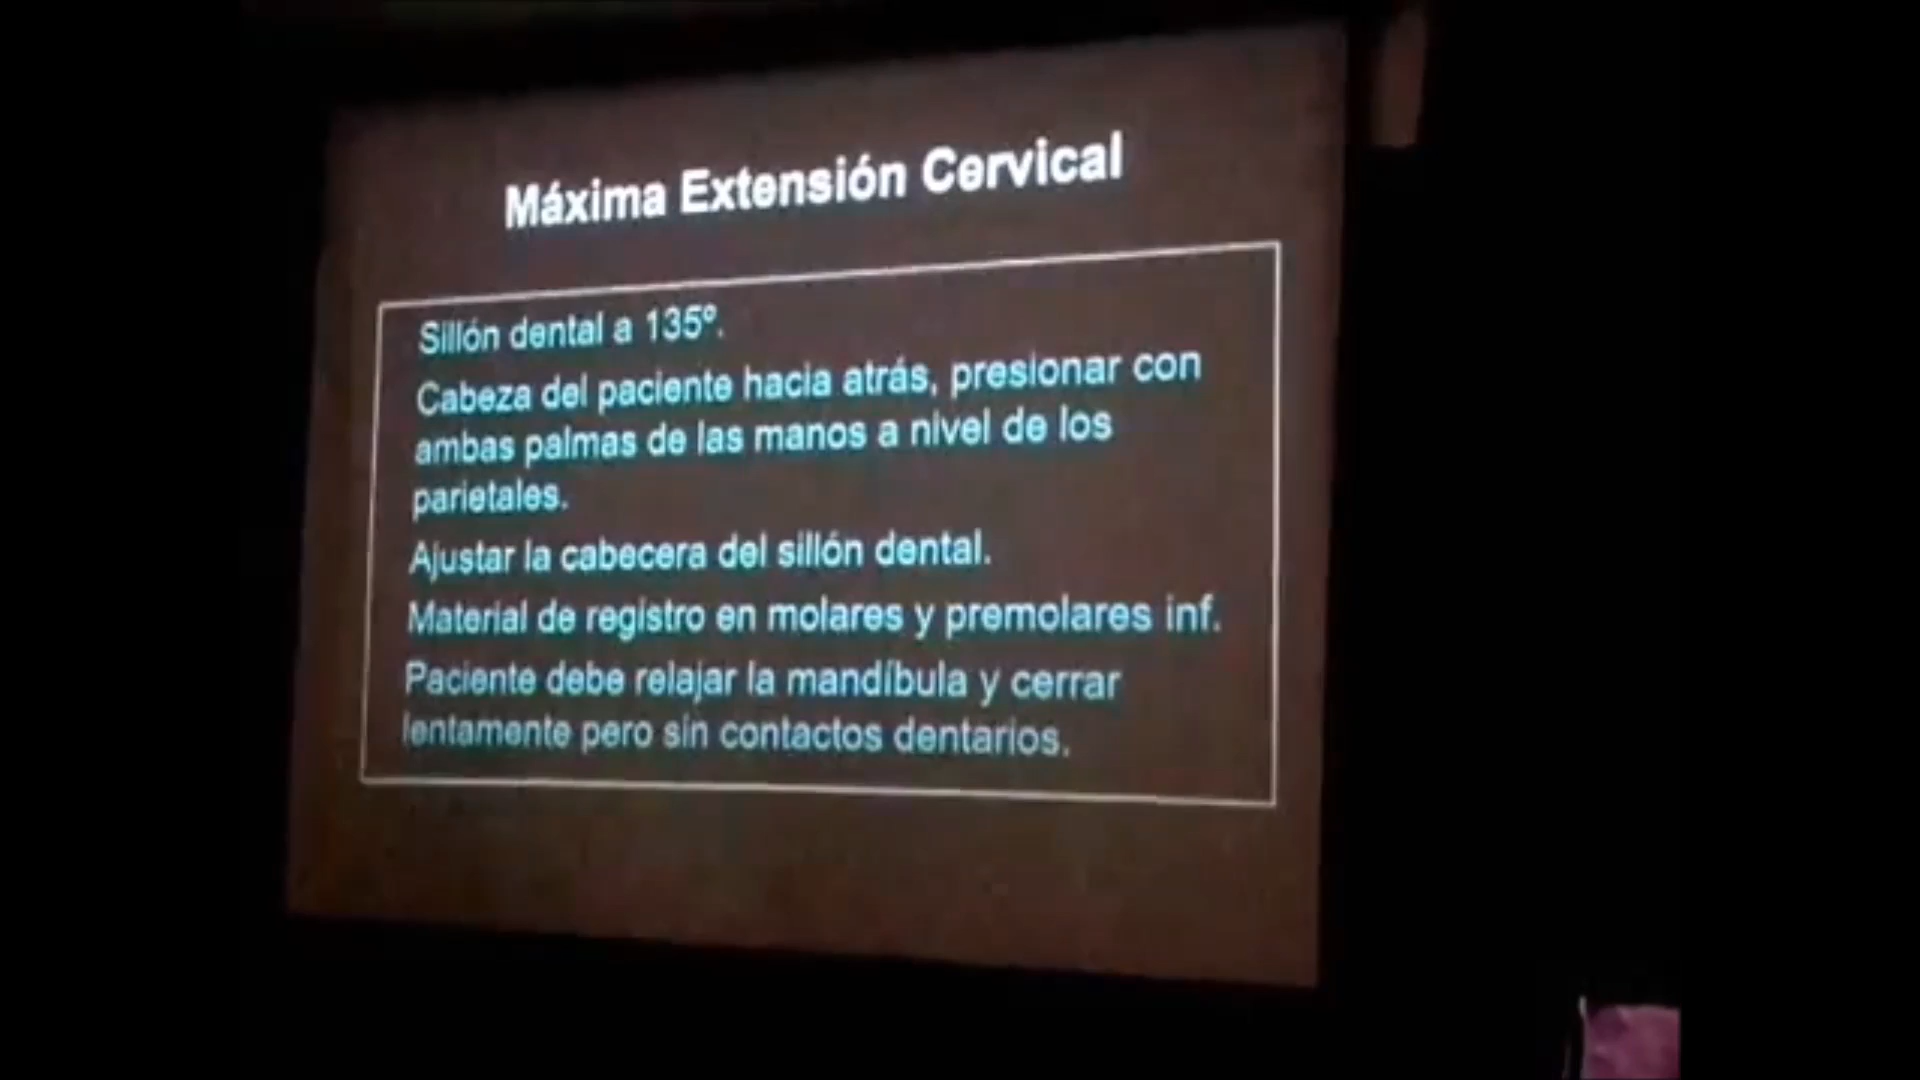 Máxima Extensión Cervical
Sillón dental a 135º.
Cabeza del paciente hacia atrás, presionar con
ambas palmas de las manos a nivel de los
parietales.
Ajustar la cabecera del sillón dental.
Material de registro en molares y premolares inf.
Paciente debe relajar la mandíbula y cerrar
lentamente pero sin contactos dentarios.